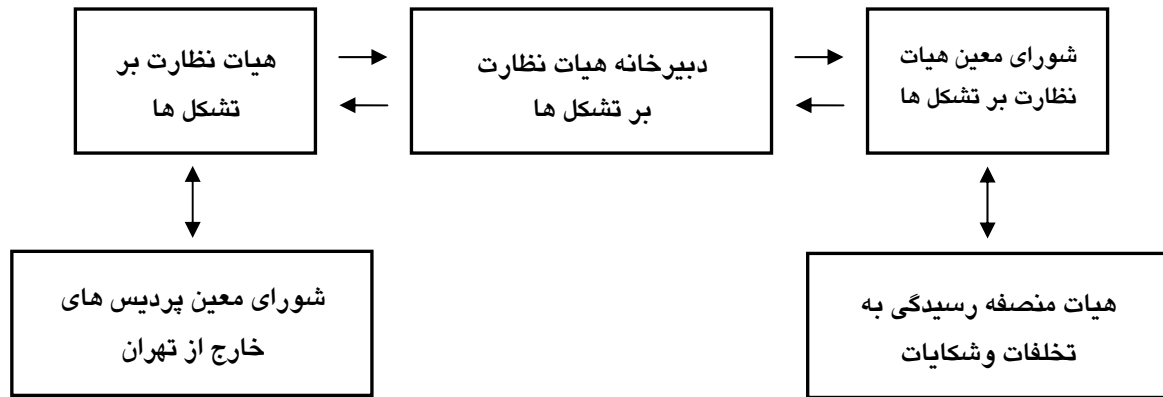 شورای معین هیات
نظارت بر تشکل ها
دبیرخانه هیات نظارت
بر تشکل ها
هیات نظارت بر
تشکل ها
هیات منصفه رسیدگی به
تخلفات وشکایات
شورای معین پردیس های
خارج از تهران